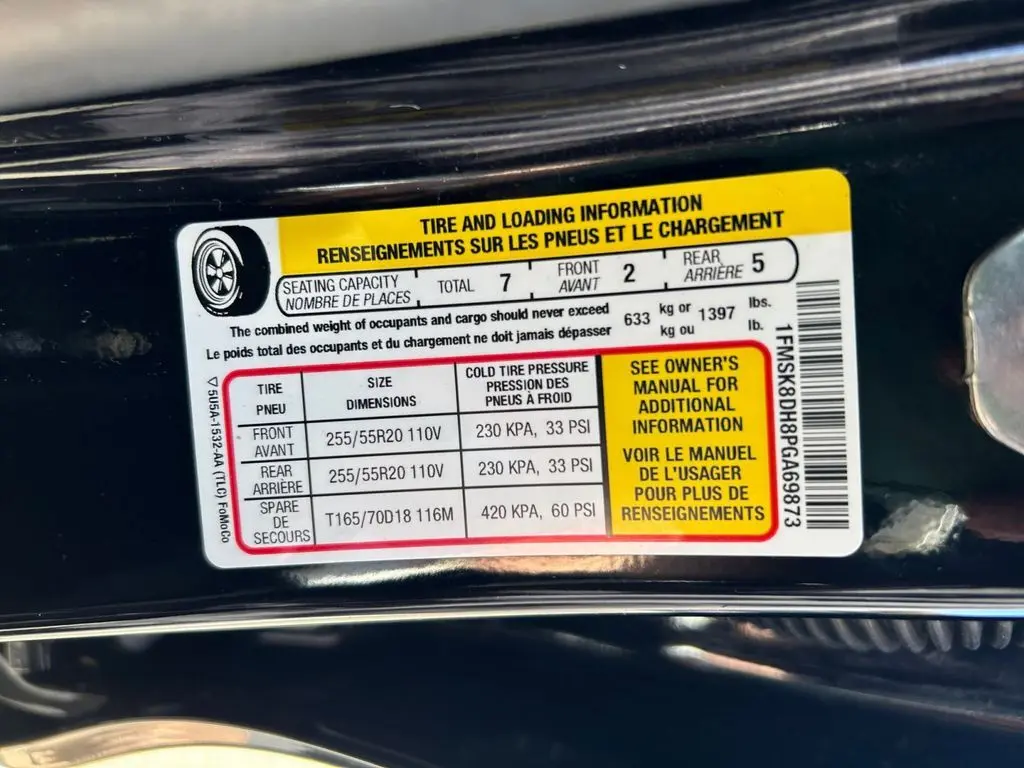 TIRE AND LOADING INFORMATION
RENSEIGNEMENTS SUR LES PNEUS ET LE CHARGEMENT
SEATING CAPACITY
NOMBRE DE PLACES
TOTAL 7
FRONT
AVANT
2
REAR
ARRIÈRE
5
The combined weight of occupants and cargo should never exceed 633 kg or 1397 lbs.
Le poids total des occupants et du chargement ne doit jamais dépasser kg ou lb.
TIRE
PNEU
SIZE
DIMENSIONS
COLD TIRE PRESSURE
PRESSION DES
PNEUS À FROID
FRONT
AVANT
255/55R20 110V
230 KPA, 33 PSI
REAR
ARRIÈRE
255/55R20 110V
230 KPA, 33 PSI
SPARE
DE
SECOURS
T165/70D18 116M
420 KPA, 60 PSI
SEE OWNER'S
MANUAL FOR
ADDITIONAL
INFORMATION
VOIR LE MANUEL
DE L'USAGER
POUR PLUS DE
RENSEIGNEMENTS
5U5A-1532-AA (TLC) FoMoCo
1FMSK8DH8PGA69873